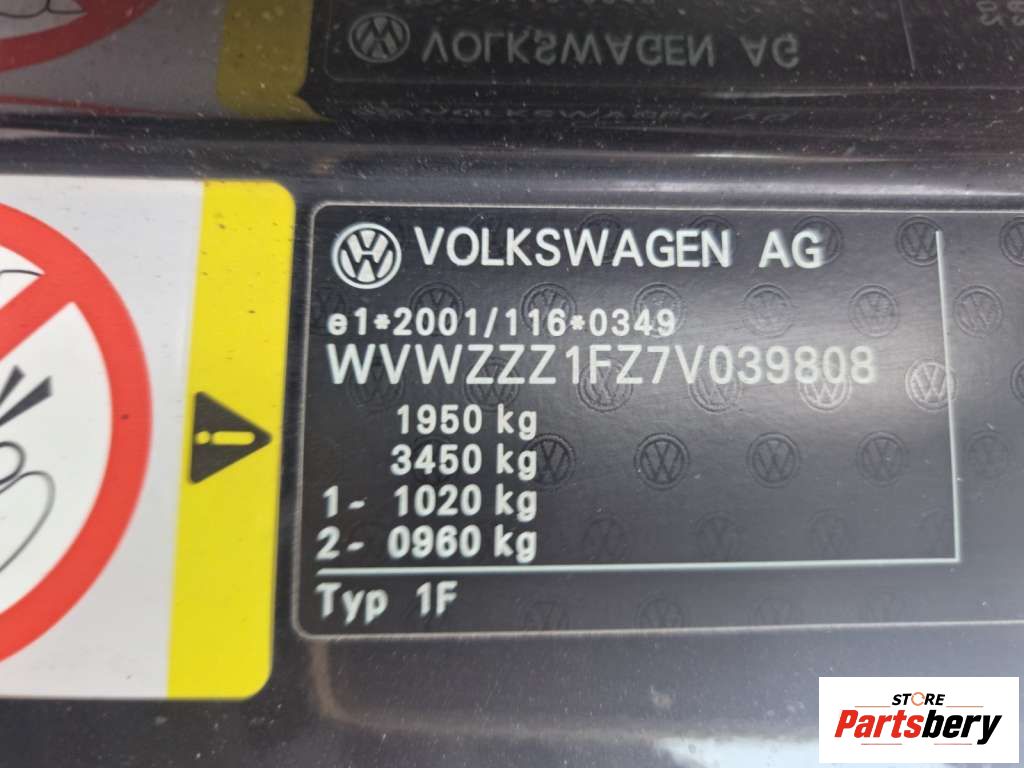 VOLKSWAGEN AG
VOLKSWAGEN AG
e1*2001/116*0349
WVWZZZ1FZ7V039808
1950 kg
3450 kg
1- 1020 kg
2- 0960 kg
Typ 1F
STORE
Partsbery